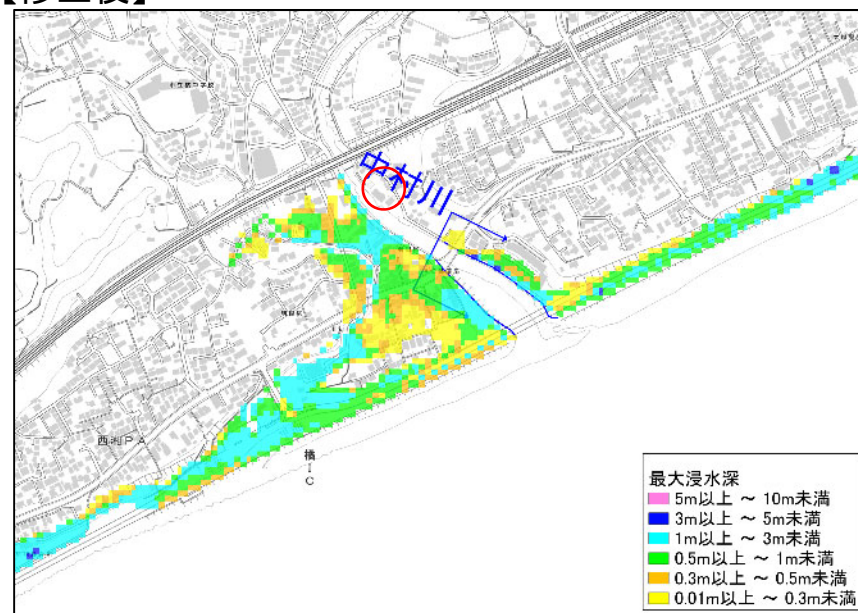 【修正後】
中村川
西湘PA
橘IC
最大浸水深
5m以上 ～ 10m未満
3m以上 ～ 5m未満
1m以上 ～ 3m未満
0.5m以上 ～ 1m未満
0.3m以上 ～ 0.5m未満
0.01m以上 ～ 0.3m未満